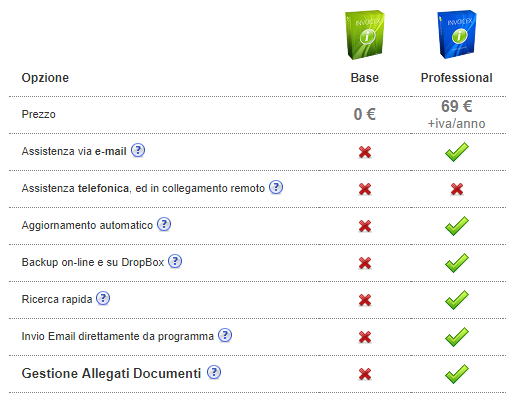 INVOICEX INVOICEX
Opzione Base Professional
Prezzo 0 € 69 €
+iva/anno
Assistenza via e-mail ?
Assistenza telefonica, ed in collegamento remoto ?
Aggiornamento automatico ?
Backup on-line e su DropBox ?
Ricerca rapida ?
Invio Email direttamente da programma ?
Gestione Allegati Documenti ?